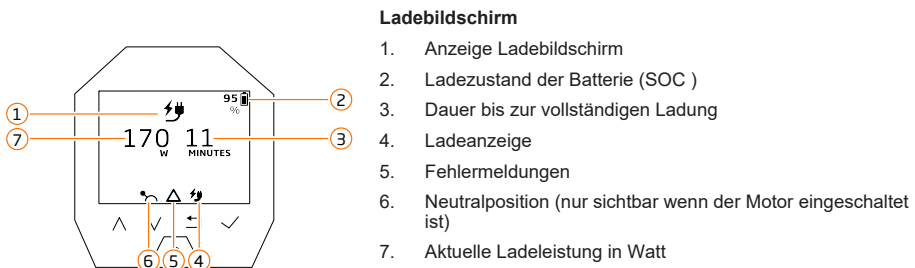 Ladebildschirm
1. Anzeige Ladebildschirm
2. Ladezustand der Batterie (SOC )
3. Dauer bis zur vollständigen Ladung
4. Ladeanzeige
5. Fehlermeldungen
6. Neutralposition (nur sichtbar wenn der Motor eingeschaltet
ist)
7. Aktuelle Ladeleistung in Watt
95
%
170 W
11 MINUTES
1
7
2
3
6 5 4